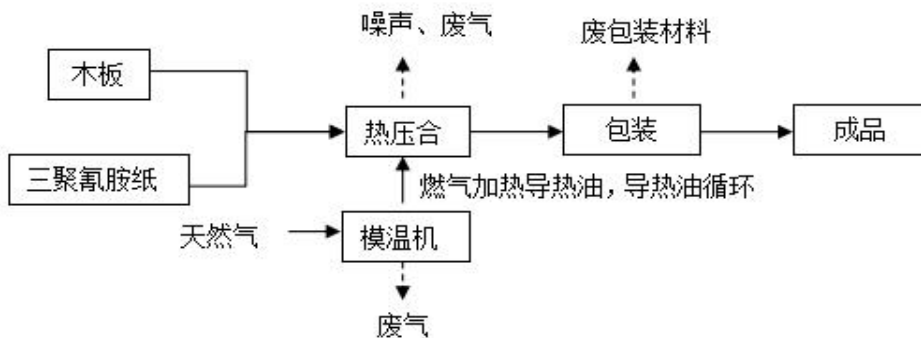 噪声、废气
废包装材料
木板
热压合
包装
成品
三聚氰胺纸
燃气加热导热油，导热油循环
天然气
模温机
废气